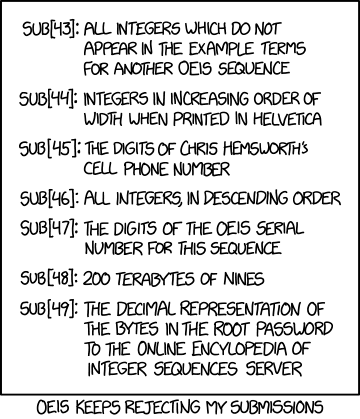 SUB[43]: ALL INTEGERS WHICH DO NOT
APPEAR IN THE EXAMPLE TERMS
FOR ANOTHER OEIS SEQUENCE
SUB[44]: INTEGERS IN INCREASING ORDER OF
WIDTH WHEN PRINTED IN HELVETICA
SUB[45]: THE DIGITS OF CHRIS HEMSWORTH'S
CELL PHONE NUMBER
SUB[46]: ALL INTEGERS, IN DESCENDING ORDER
SUB[47]: THE DIGITS OF THE OEIS SERIAL
NUMBER FOR THIS SEQUENCE
SUB[48]: 200 TERABYTES OF NINES
SUB[49]: THE DECIMAL REPRESENTATION OF
THE BYTES IN THE ROOT PASSWORD
TO THE ONLINE ENCYLOPEDIA OF
INTEGER SEQUENCES SERVER
OEIS KEEPS REJECTING MY SUBMISSIONS